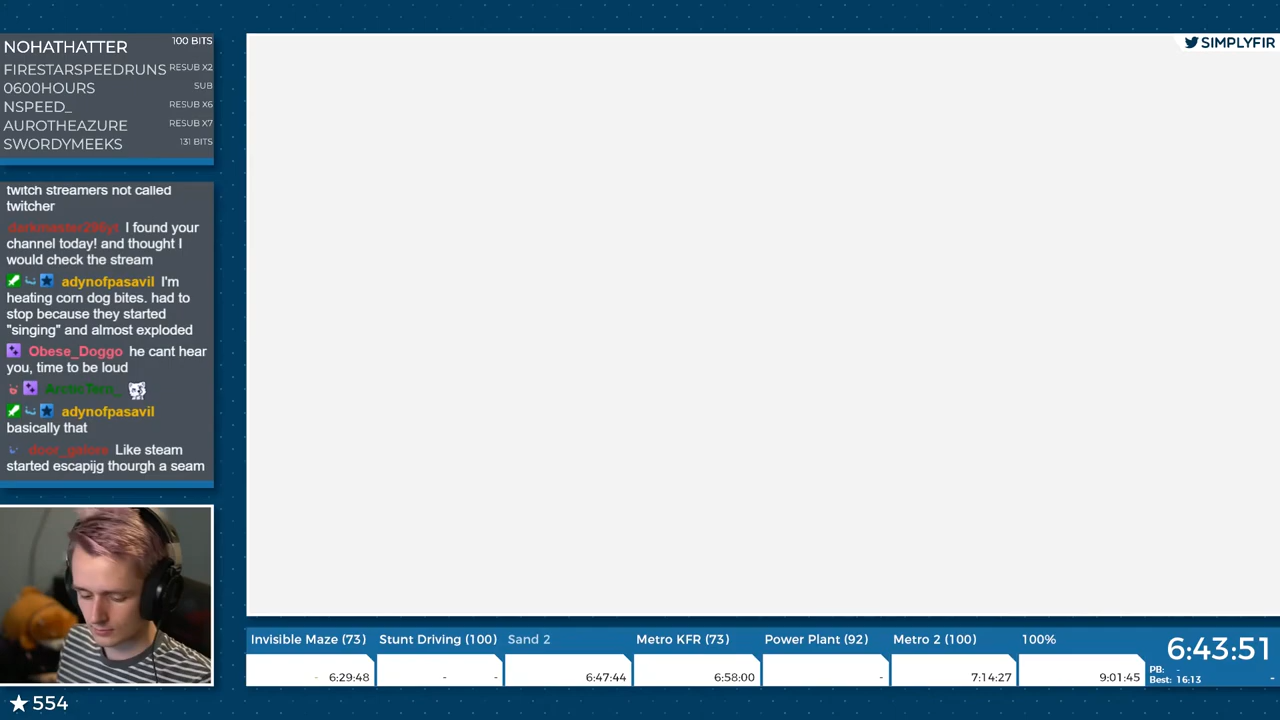 NOHATHATTER 100 BITS
FIRESTARSPEEDRUNS RESUB X2
0600HOURS SUB
NSPEED_ RESUB X6
AUROTHEAZURE RESUB X7
SWORDYMEEKS 131 BITS
SIMPLYFIR
twitch streamers not called
twitcher
darkmaster296yt I found your
channel today! and thought I
would check the stream
adynofpasavil I'm
heating corn dog bites. had to
stop because they started
"singing" and almost exploded
Obese_Doggo he cant hear
you, time to be loud
ArcticTern_
adynofpasavil
basically that
door_galore Like steam
started escapijg thourgh a seam
Invisible Maze (73) Stunt Driving (100) Sand 2 Metro KFR (73) Power Plant (92) Metro 2 (100) 100%
- 6:29:48 - - 6:47:44 6:58:00 - 7:14:27 9:01:45
6:43:51
PB: -
Best: 16:13 -
★ 554